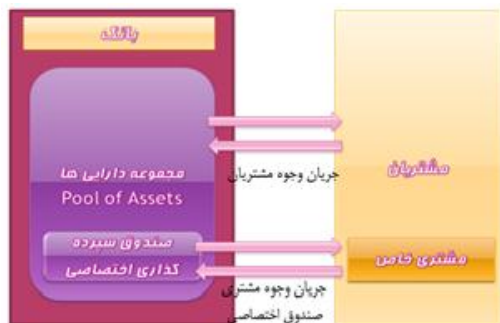 بانک
مجموعه دارایی ها
Pool of Assets
صندوق سپرده
گذاری اختصاصی
جریان وجوه مشتریان
جریان وجوه مشتری
صندوق اختصاصی
مشتریان
مشتری خاص